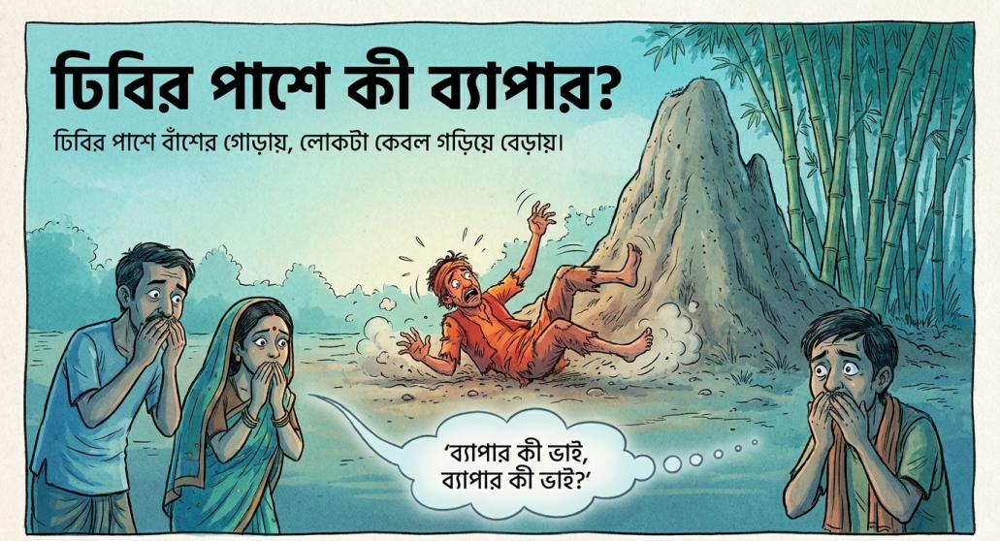 ঢিবির পাশে কী ব্যাপার?
ঢিবির পাশে বাঁশের গোড়ায়, লোকটা কেবল গড়িয়ে বেড়ায়।
‘ব্যাপার কী ভাই,
ব্যাপার কী ভাই?’